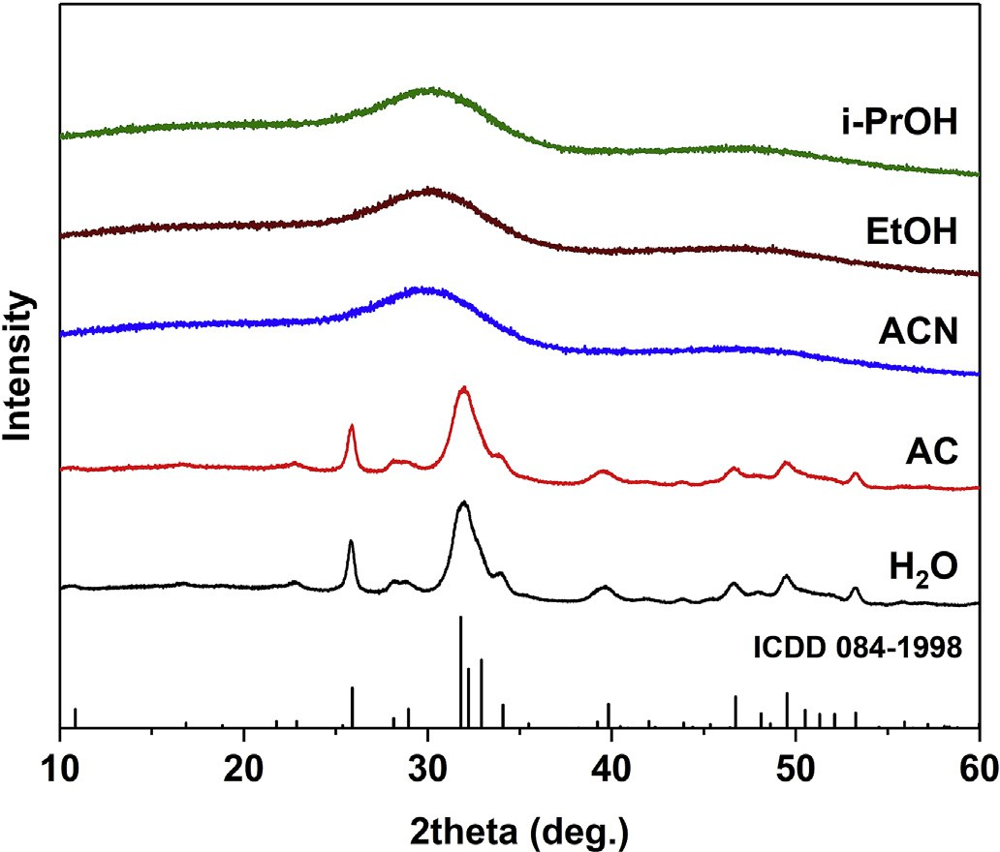 i-PrOH
EtOH
ACN
AC
H₂O
ICDD 084-1998
Intensity
10 20 30 40 50 60
2theta (deg.)